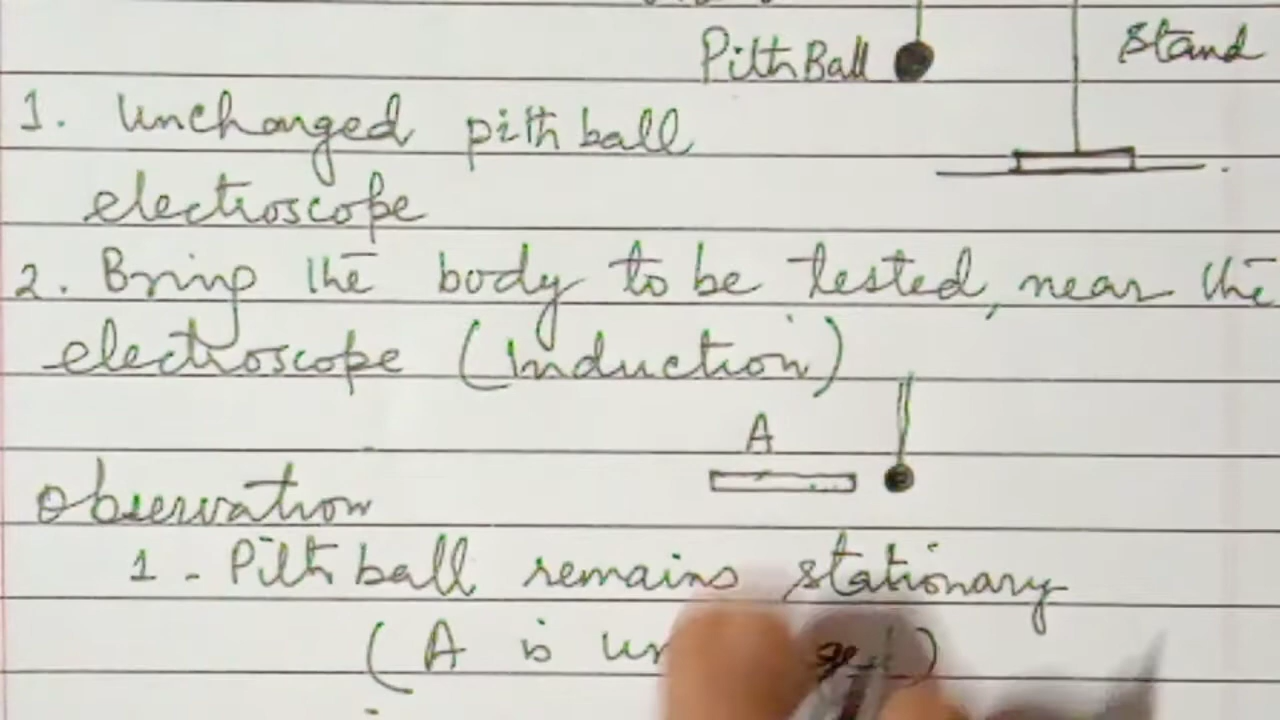 Pith Ball
Stand
1. Uncharged pith ball
electroscope
2. Bring the body to be tested, near the
electroscope (Induction)
A
Observation
1 - Pith ball remains stationary
( A is